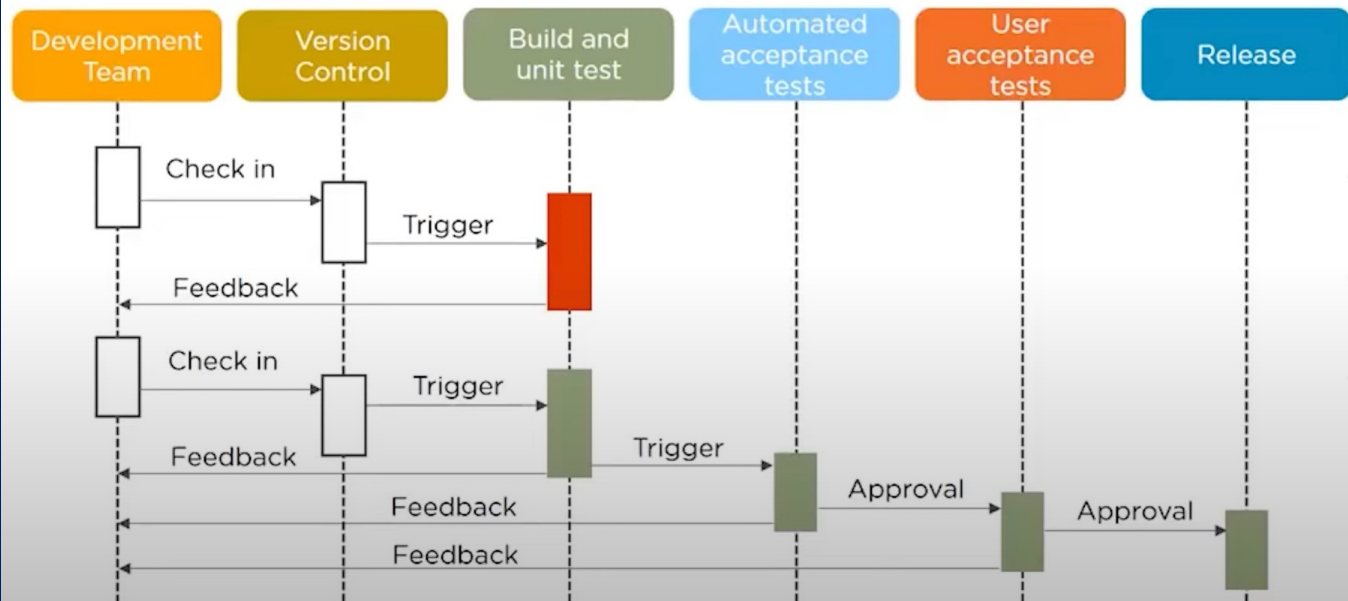 Development
Team
Version
Control
Build and
unit test
Automated
acceptance
tests
User
acceptance
tests
Release
Check in
Trigger
Feedback
Check in
Trigger
Feedback
Trigger
Approval
Feedback
Approval
Feedback